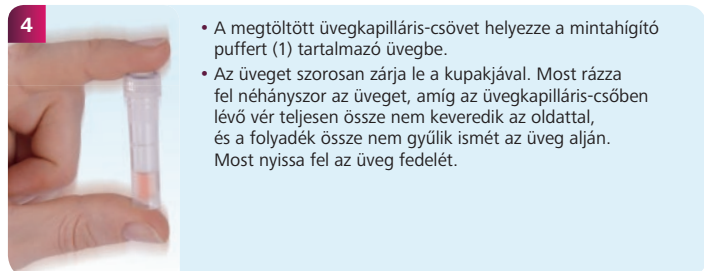 4
• A megtöltött üvegkapilláris-csövet helyezze a mintahígító
puffert (1) tartalmazó üvegbe.
• Az üveget szorosan zárja le a kupakjával. Most rázza
fel néhányszor az üveget, amíg az üvegkapilláris-csőben
lévő vér teljesen össze nem keveredik az oldattal,
és a folyadék össze nem gyűlik ismét az üveg alján.
Most nyissa fel az üveg fedelét.